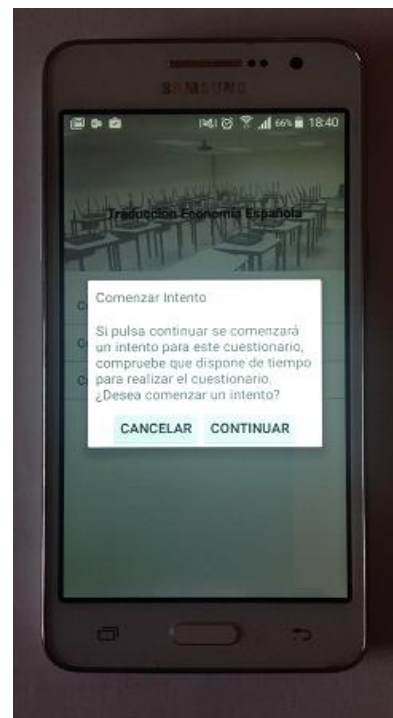 SAMSUNG
66% 18:40
Traducción Economía Española
C
C
C
Comenzar Intento
Si pulsa continuar se comenzará
un intento para este cuestionario,
compruebe que dispone de tiempo
para realizar el cuestionario.
¿Desea comenzar un intento?
CANCELAR CONTINUAR